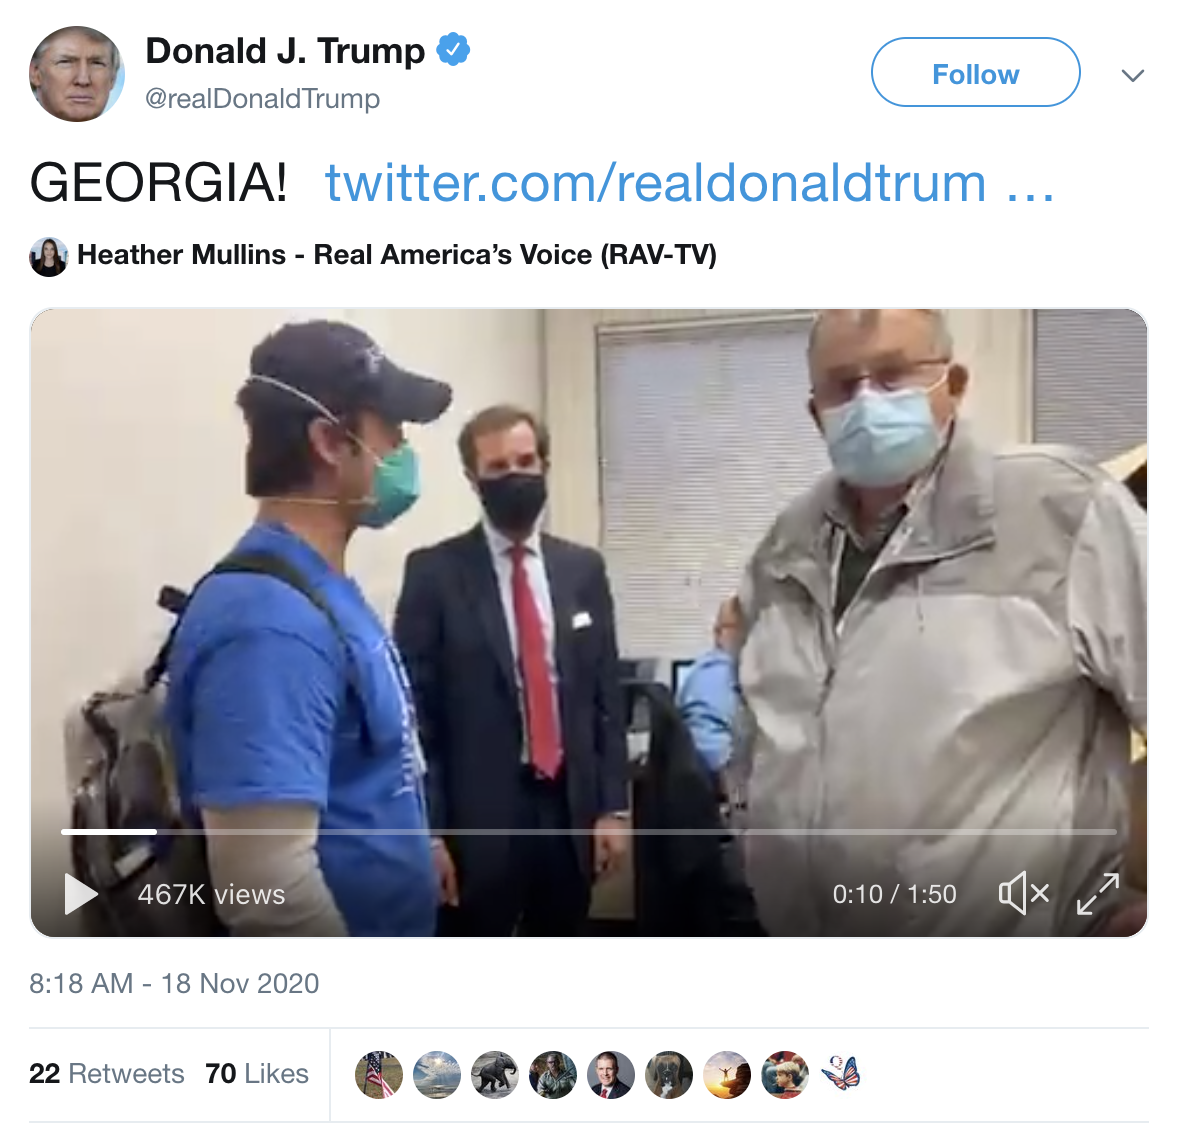 Donald J. Trump
@realDonaldTrump
Follow
GEORGIA! twitter.com/realdonaldtrum ...
Heather Mullins - Real America’s Voice (RAV-TV)
467K views
0:10 / 1:50
8:18 AM - 18 Nov 2020
22 Retweets 70 Likes